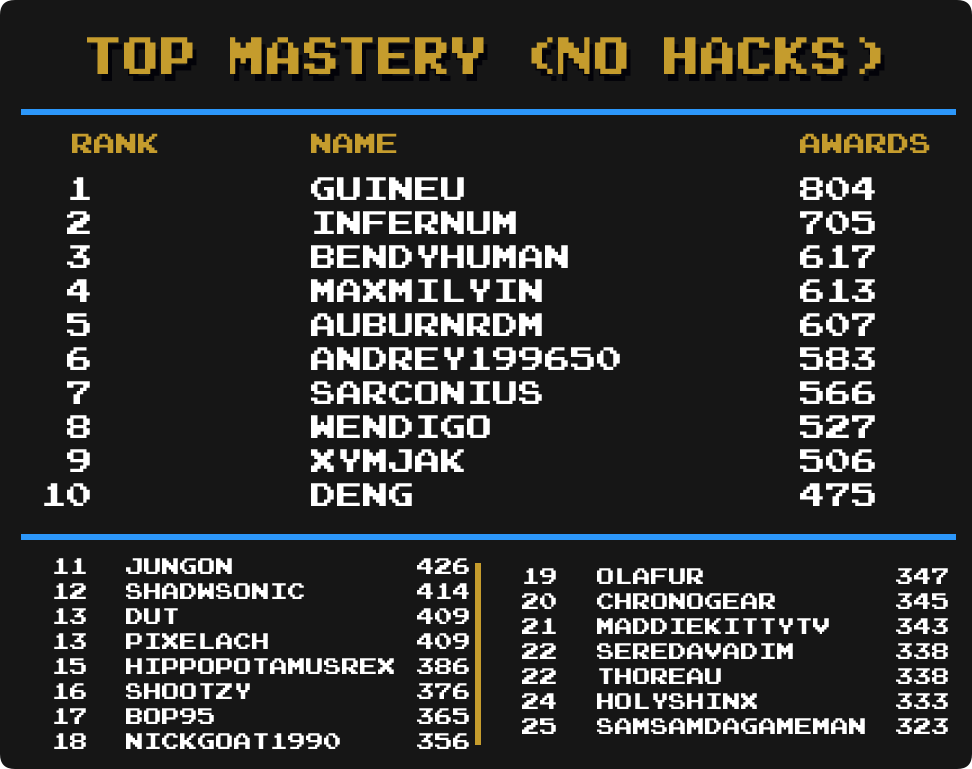 TOP MASTERY (NO HACKS)
RANK NAME AWARDS
1 GUINEU 804
2 INFERNUM 705
3 BENDYHUMAN 617
4 MAXMILYIN 613
5 AUBURNRDM 607
6 ANDREY199650 583
7 SARCONIUS 566
8 WENDIGO 527
9 XYMJAK 506
10 DENG 475
11 JUNGON 426
12 SHADWSONIC 414
13 DUT 409
13 PIXELACH 409
15 HIPPOPOTAMUSREX 386
16 SHOOTZY 376
17 BOP95 365
18 NICKGOAT1990 356
19 OLAFUR 347
20 CHRONOGEAR 345
21 MADDIEKITTYTV 343
22 SEREDAVADIM 338
22 THOREAU 338
24 HOLYSHINX 333
25 SAMSAMDAGAMEMAN 323